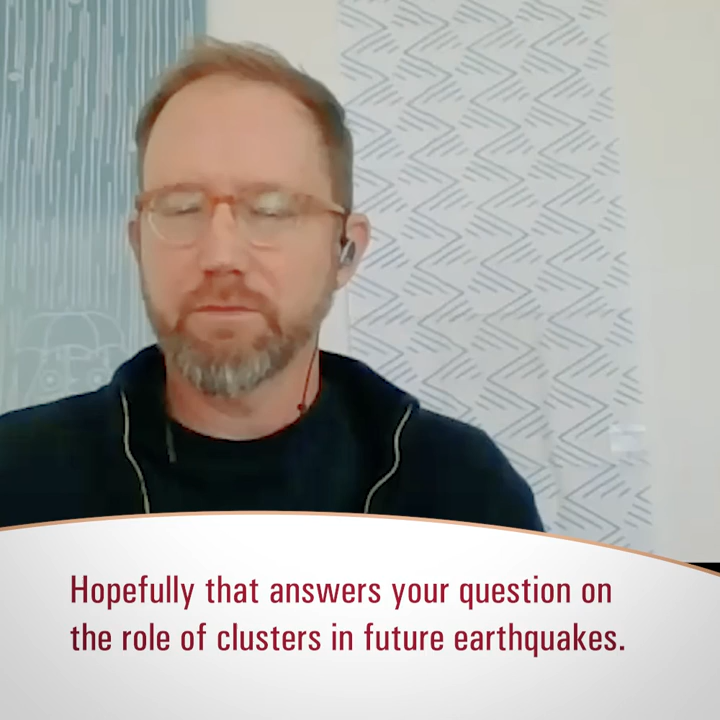 Hopefully that answers your question on
the role of clusters in future earthquakes.